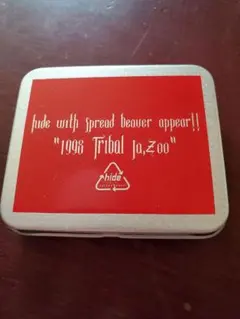 hide with spread beaver appear!!
"1998 Tribal Ja,Zoo"
hide